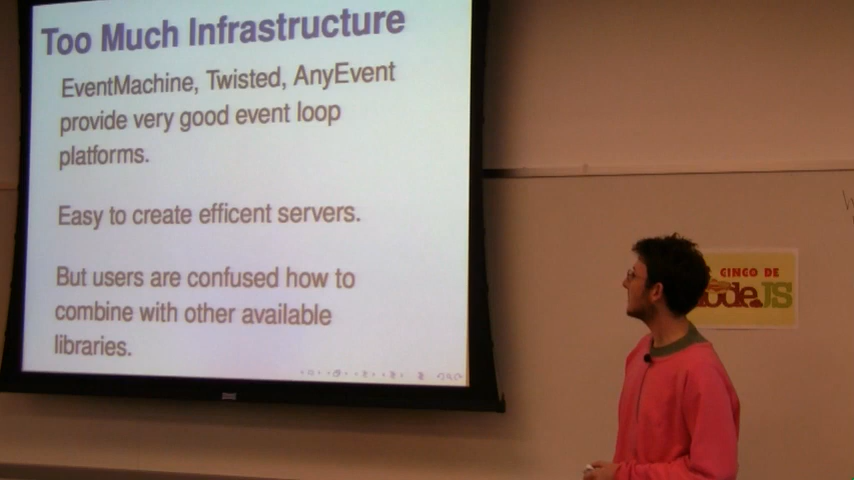 Too Much Infrastructure
EventMachine, Twisted, AnyEvent
provide very good event loop
platforms.
Easy to create efficent servers.
But users are confused how to
combine with other available
libraries.
CINCO DE
odeJS